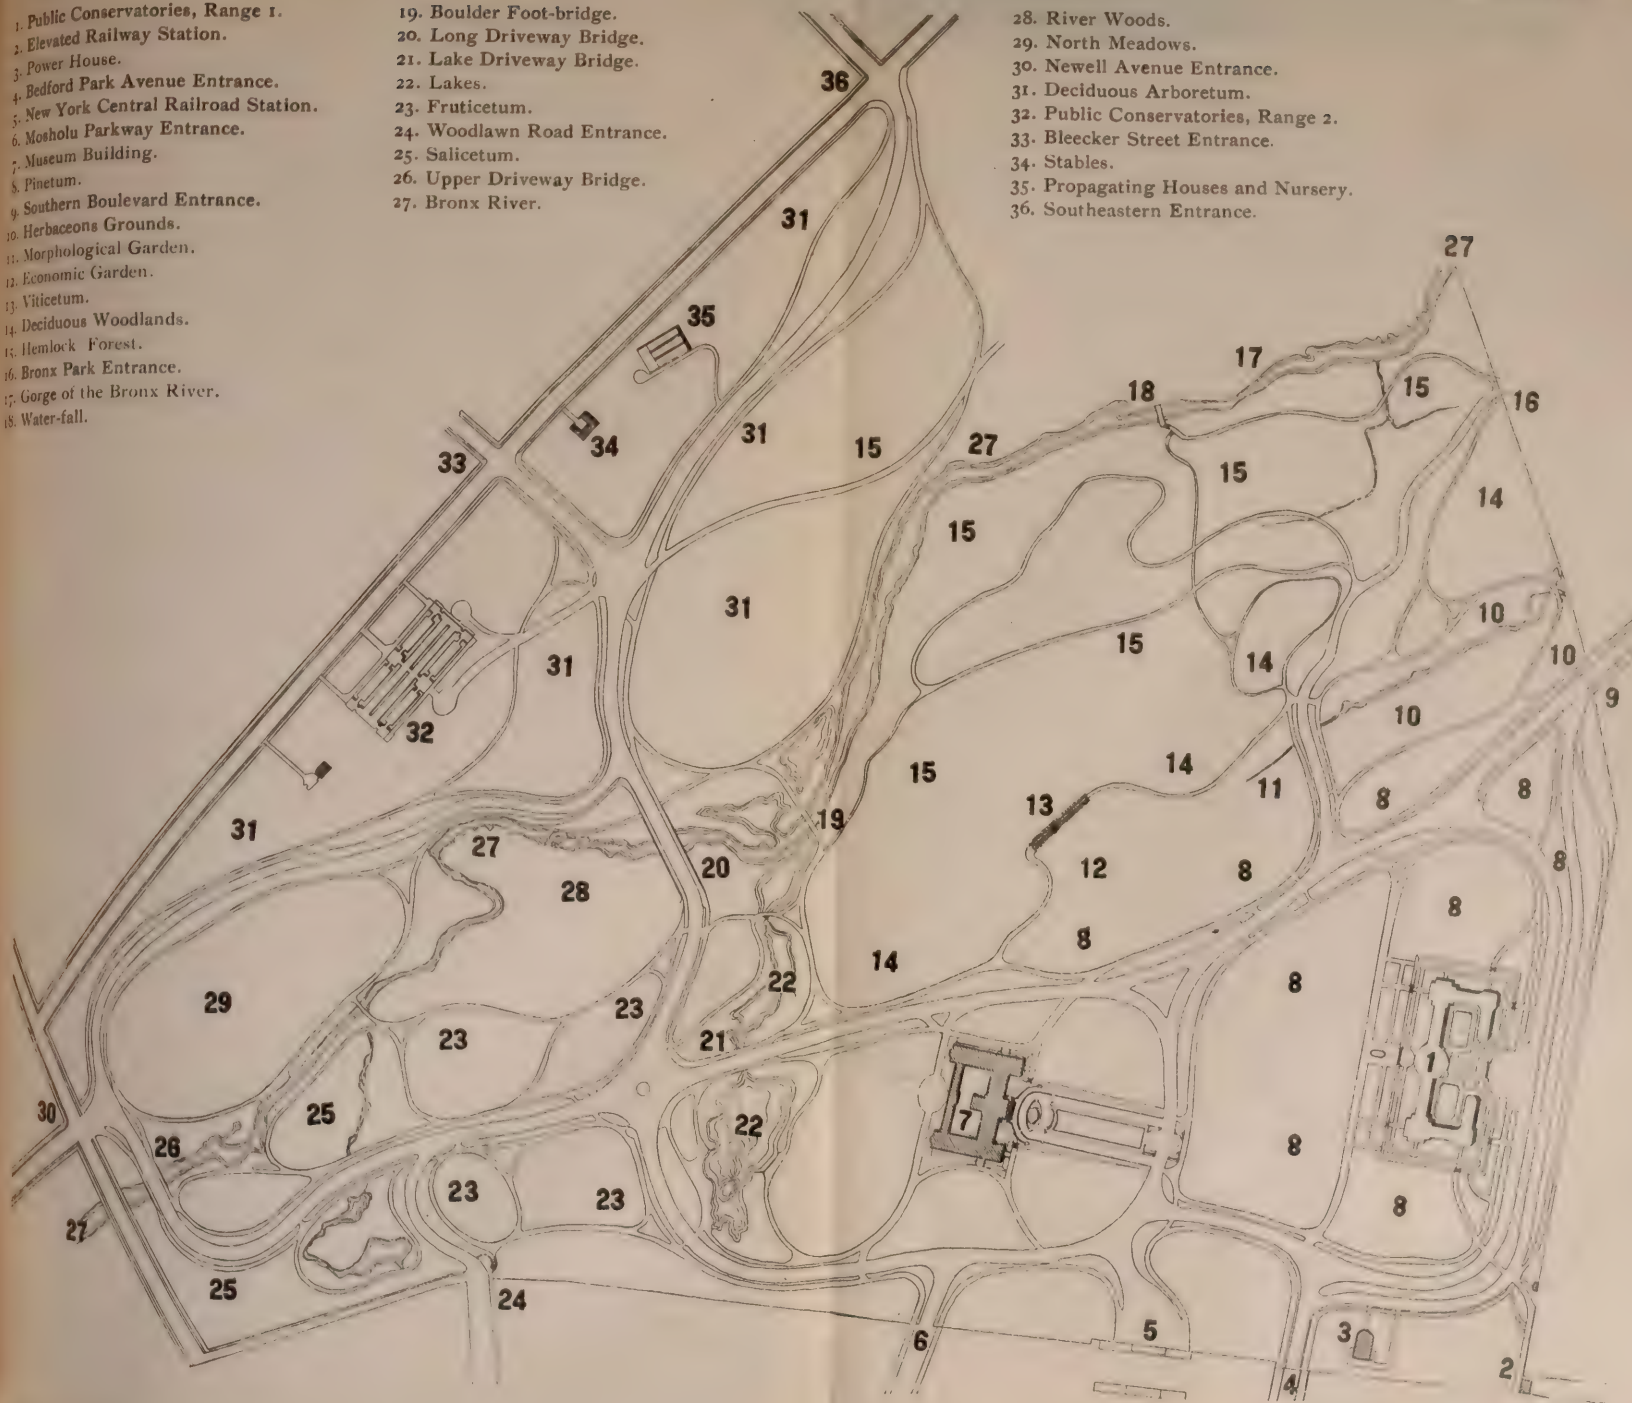 1. Public Conservatories, Range 1.
2. Elevated Railway Station.
3. Power House.
4. Bedford Park Avenue Entrance.
5. New York Central Railroad Station.
6. Mosholu Parkway Entrance.
7. Museum Building.
8. Pinetum.
9. Southern Boulevard Entrance.
10. Herbaceons Grounds.
11. Morphological Garden.
12. Economic Garden.
13. Viticetum.
14. Deciduous Woodlands.
15. Hemlock Forest.
16. Bronx Park Entrance.
17. Gorge of the Bronx River.
18. Water-fall.
19. Boulder Foot-bridge.
20. Long Driveway Bridge.
21. Lake Driveway Bridge.
22. Lakes.
23. Fruticetum.
24. Woodlawn Road Entrance.
25. Salicetum.
26. Upper Driveway Bridge.
27. Bronx River.
28. River Woods.
29. North Meadows.
30. Newell Avenue Entrance.
31. Deciduous Arboretum.
32. Public Conservatories, Range 2.
33. Bleecker Street Entrance.
34. Stables.
35. Propagating Houses and Nursery.
36. Southeastern Entrance.
36
31
27
35
17
18
15
16
34
31
15
27
33
15
14
15
31
10
15
31
14
10
9
10
32
15
14
11
8
8
13
31
19
27
20
12
8
8
28
8
8
14
22
8
29
23
23
21
1
30
25
22
7
26
8
23
23
8
27
25
24
6
5
3
2
4